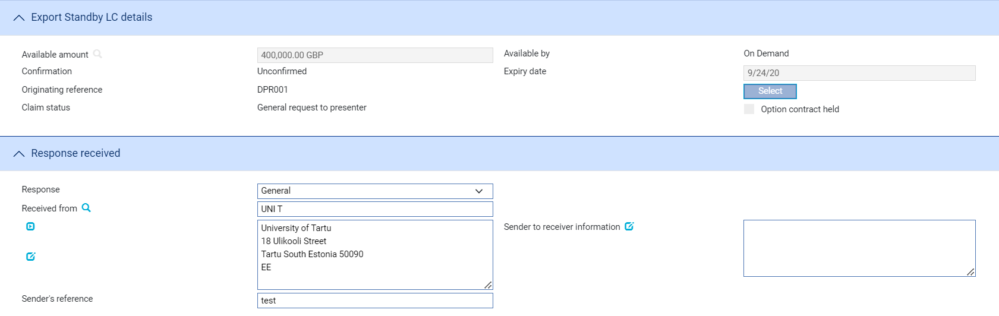 Export Standby LC details
Available amount 400,000.00 GBP Available by On Demand
Confirmation Unconfirmed Expiry date 9/24/20
Originating reference DPR001 Select
Claim status General request to presenter Option contract held
Response received
Response General
Received from UNI T
University of Tartu Sender to receiver information
18 Ulikooli Street
Tartu South Estonia 50090
EE
Sender's reference test